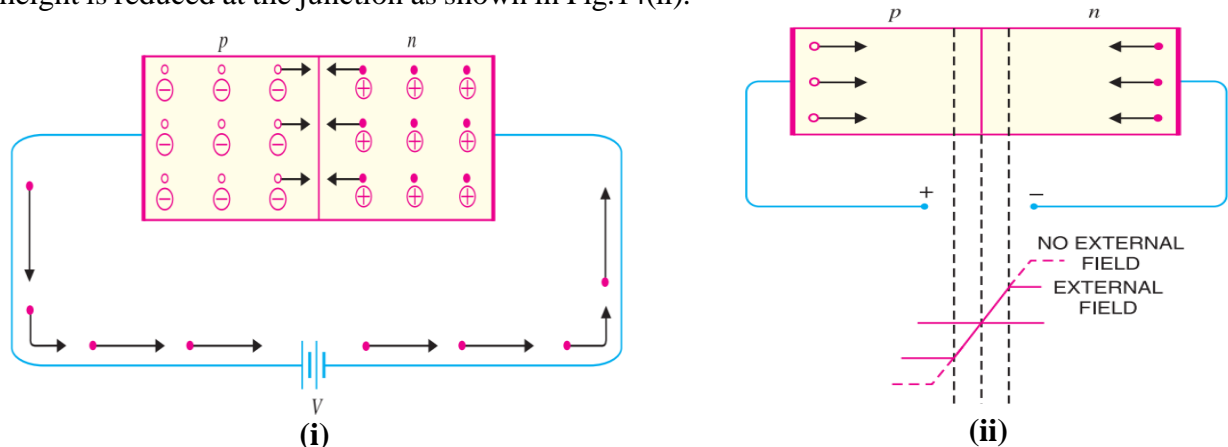 height is reduced at the junction as shown in Fig.14(ii).
p n
p n
+ −
NO EXTERNAL
FIELD
EXTERNAL
FIELD
V
(i)
(ii)